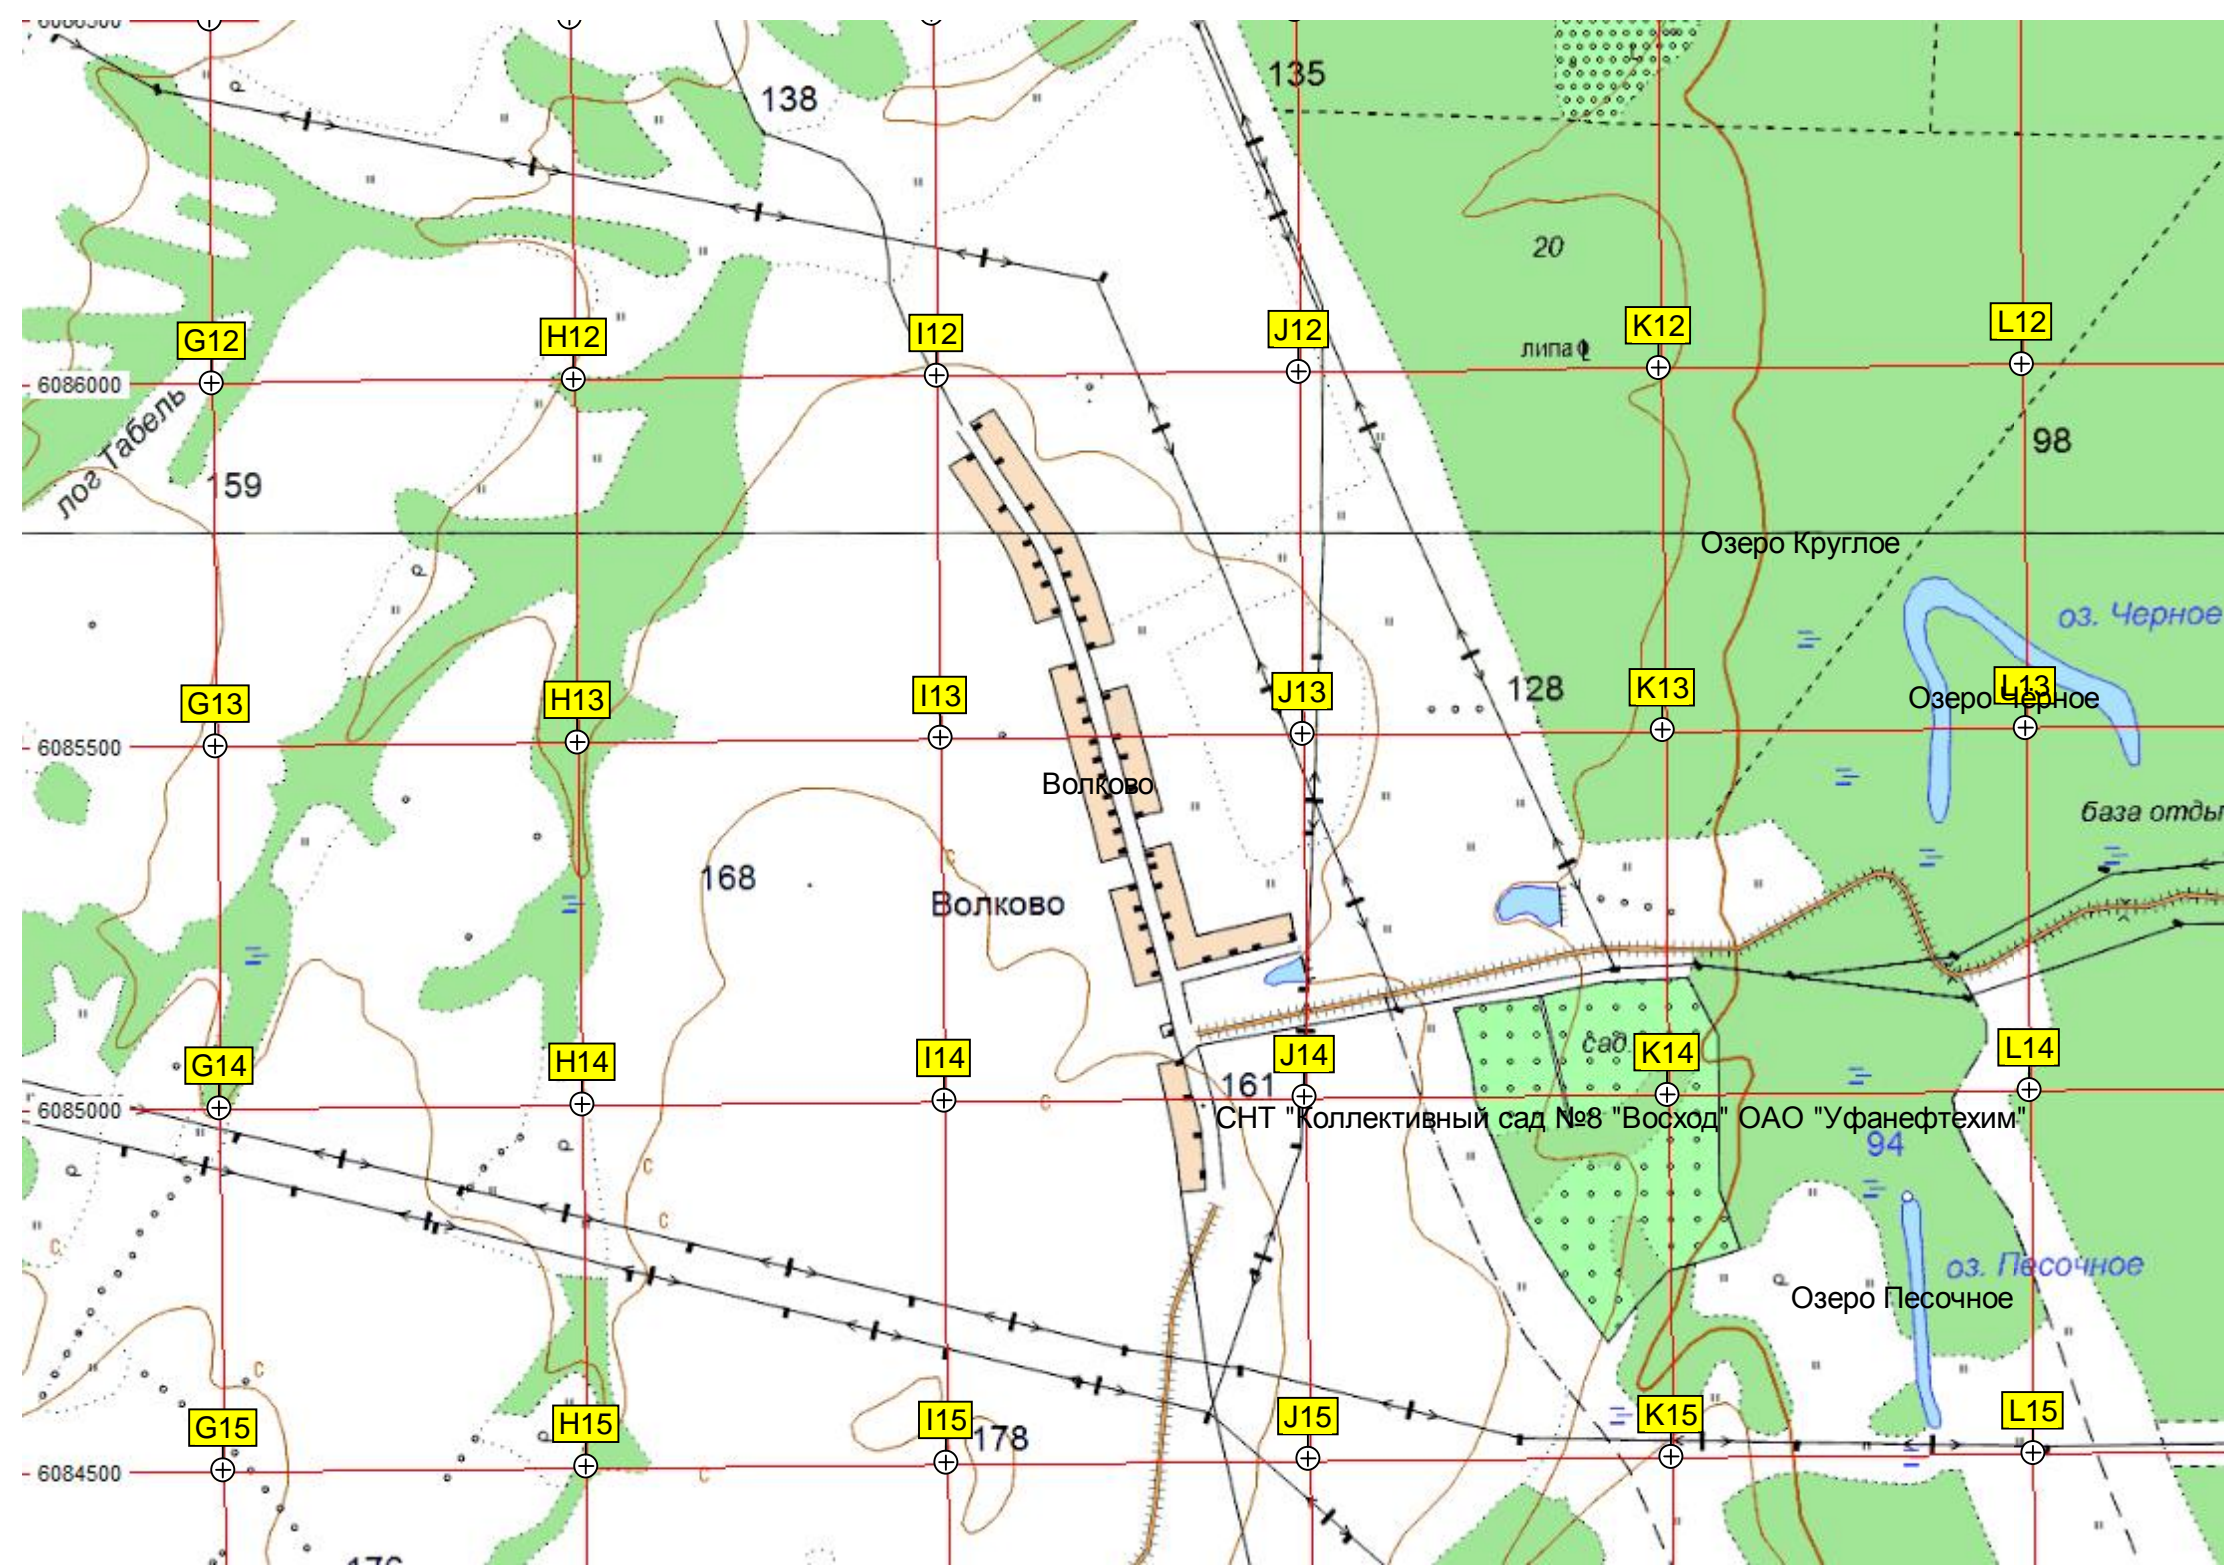 138
135
20
G12
H12
I12
J12
K12
L12
липа
6086000
лог Табель
159
98
Озеро Круглое
оз. Черное
G13
H13
I13
J13
128
K13
L13
Озеро Чёрное
6085500
Волково
база отды
168
Волково
сад.
G14
H14
I14
J14
K14
L14
161
6085000
СНТ "Коллективный сад №8 "Восход" ОАО "Уфанефтехим"
94
оз. Песочное
Озеро Песочное
G15
H15
I15
178
J15
K15
L15
6084500